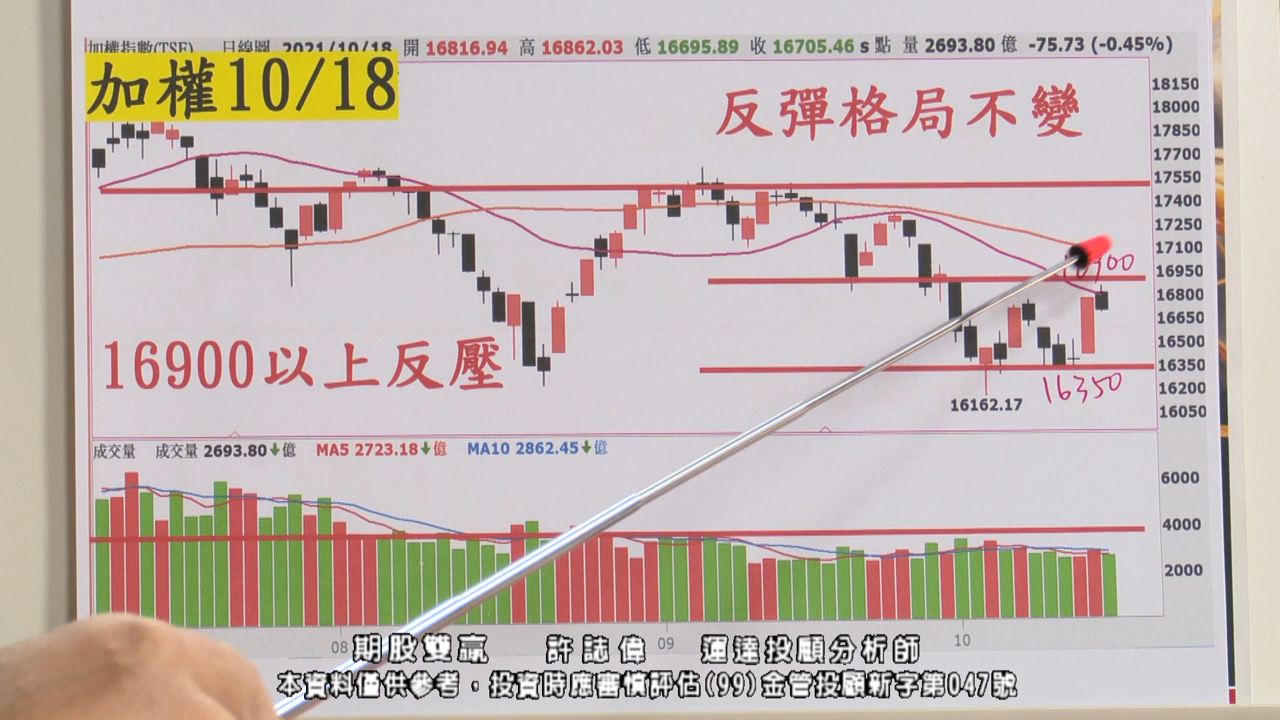 加權指數(TSE) 日線圖 2021/10/18 開 16816.94 高 16862.03 低 16695.89 收 16705.46 s 點 量 2693.80 億 -75.73 (-0.45%)
加權10/18
反彈格局不變
18150
18000
17850
17700
17550
17400
17250
17100
16900
16950
16800
16650
16500
16350
16200
16050
16900以上反壓
16350
16162.17
成交量 成交量 2693.80↓億 MA5 2723.18↓億 MA10 2862.45↓億
6000
4000
2000
08 09 10
期股雙贏 許誌偉 運達投顧分析師
本資料僅供參考，投資時應審慎評估(99)金管投顧新字第047號